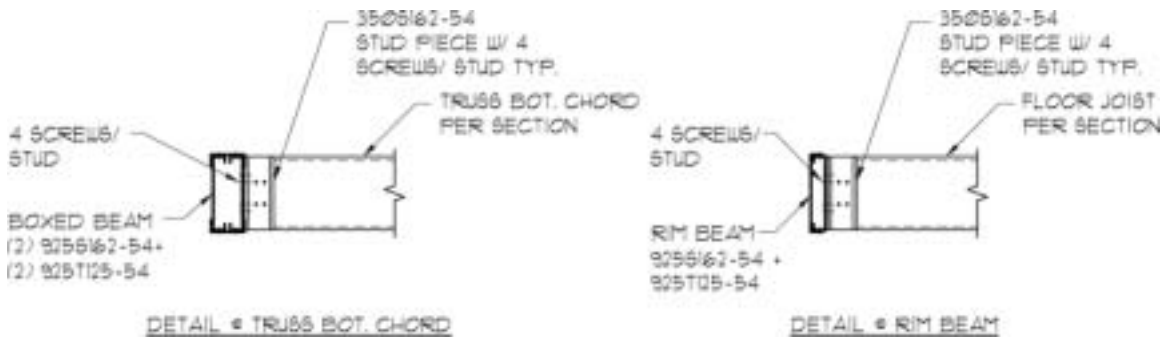 350S162-54
STUD PIECE W/ 4
SCREWS/ STUD TYP.
TRUSS BOT. CHORD
PER SECTION
4 SCREWS/
STUD
BOXED BEAM
(2) 925S162-54+
(2) 925T125-54
DETAIL @ TRUSS BOT. CHORD
350S162-54
STUD PIECE W/ 4
SCREWS/ STUD TYP.
FLOOR JOIST
PER SECTION
4 SCREWS/
STUD
RIM BEAM
925S162-54 +
925T125-54
DETAIL @ RIM BEAM